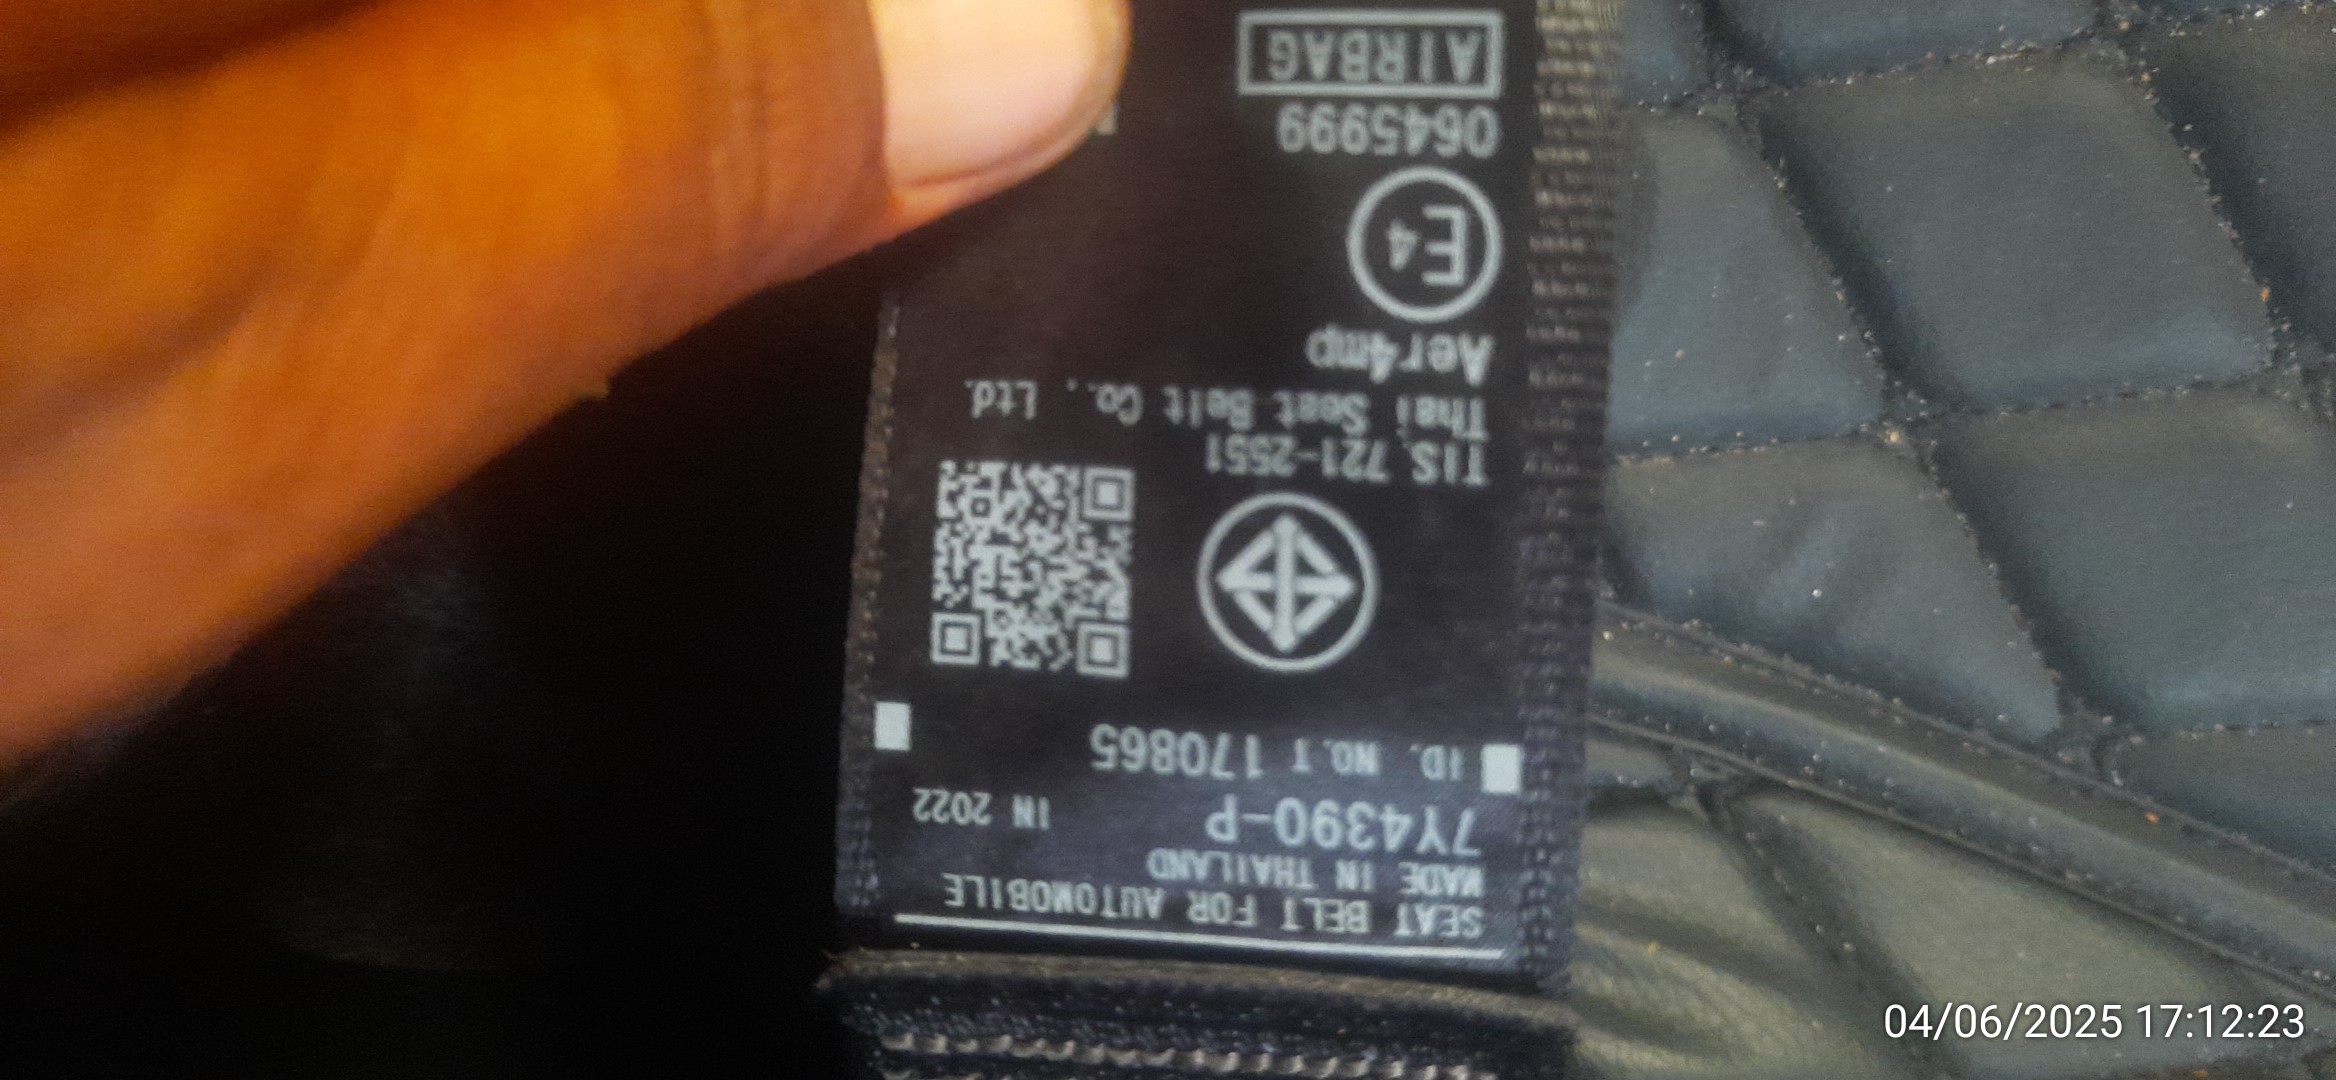 SEAT BELT FOR AUTOMOBILE
MADE IN THAILAND
7Y4390-P IN 2022
ID. NO.T 170865
TIS 721-2551
Thai Seat Belt Co., Ltd.
Aer4mp
E4
0645999
AIRBAG
04/06/2025 17:12:23